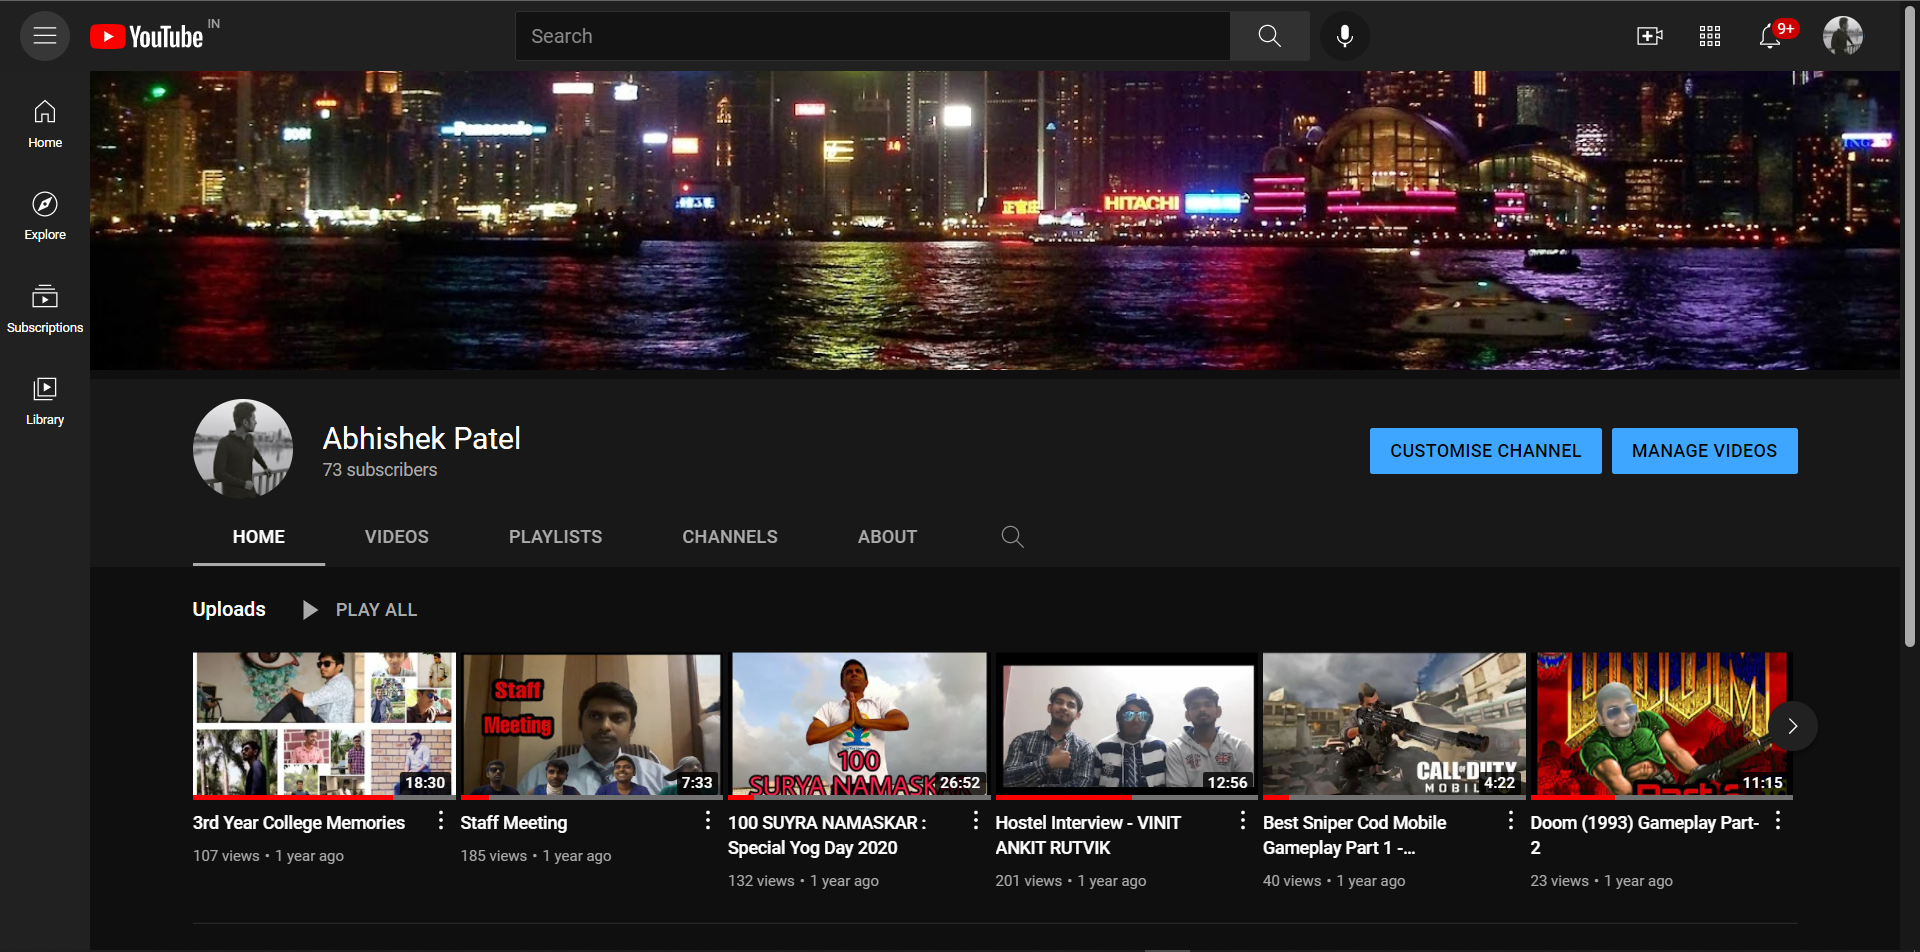 YouTube IN
Search
9+
Home
Explore
Subscriptions
Library
Panasonic
HITACHI
Abhishek Patel
73 subscribers
CUSTOMISE CHANNEL
MANAGE VIDEOS
HOME
VIDEOS
PLAYLISTS
CHANNELS
ABOUT
Uploads
PLAY ALL
18:30
Staff
Meeting
7:33
100
SURYA NAMASK
26:52
12:56
CALL OF DUTY
MOBIL
4:22
DOOM
11:15
3rd Year College Memories
107 views • 1 year ago
Staff Meeting
185 views • 1 year ago
100 SUYRA NAMASKAR :
Special Yog Day 2020
132 views • 1 year ago
Hostel Interview - VINIT
ANKIT RUTVIK
201 views • 1 year ago
Best Sniper Cod Mobile
Gameplay Part 1 -...
40 views • 1 year ago
Doom (1993) Gameplay Part-
2
23 views • 1 year ago